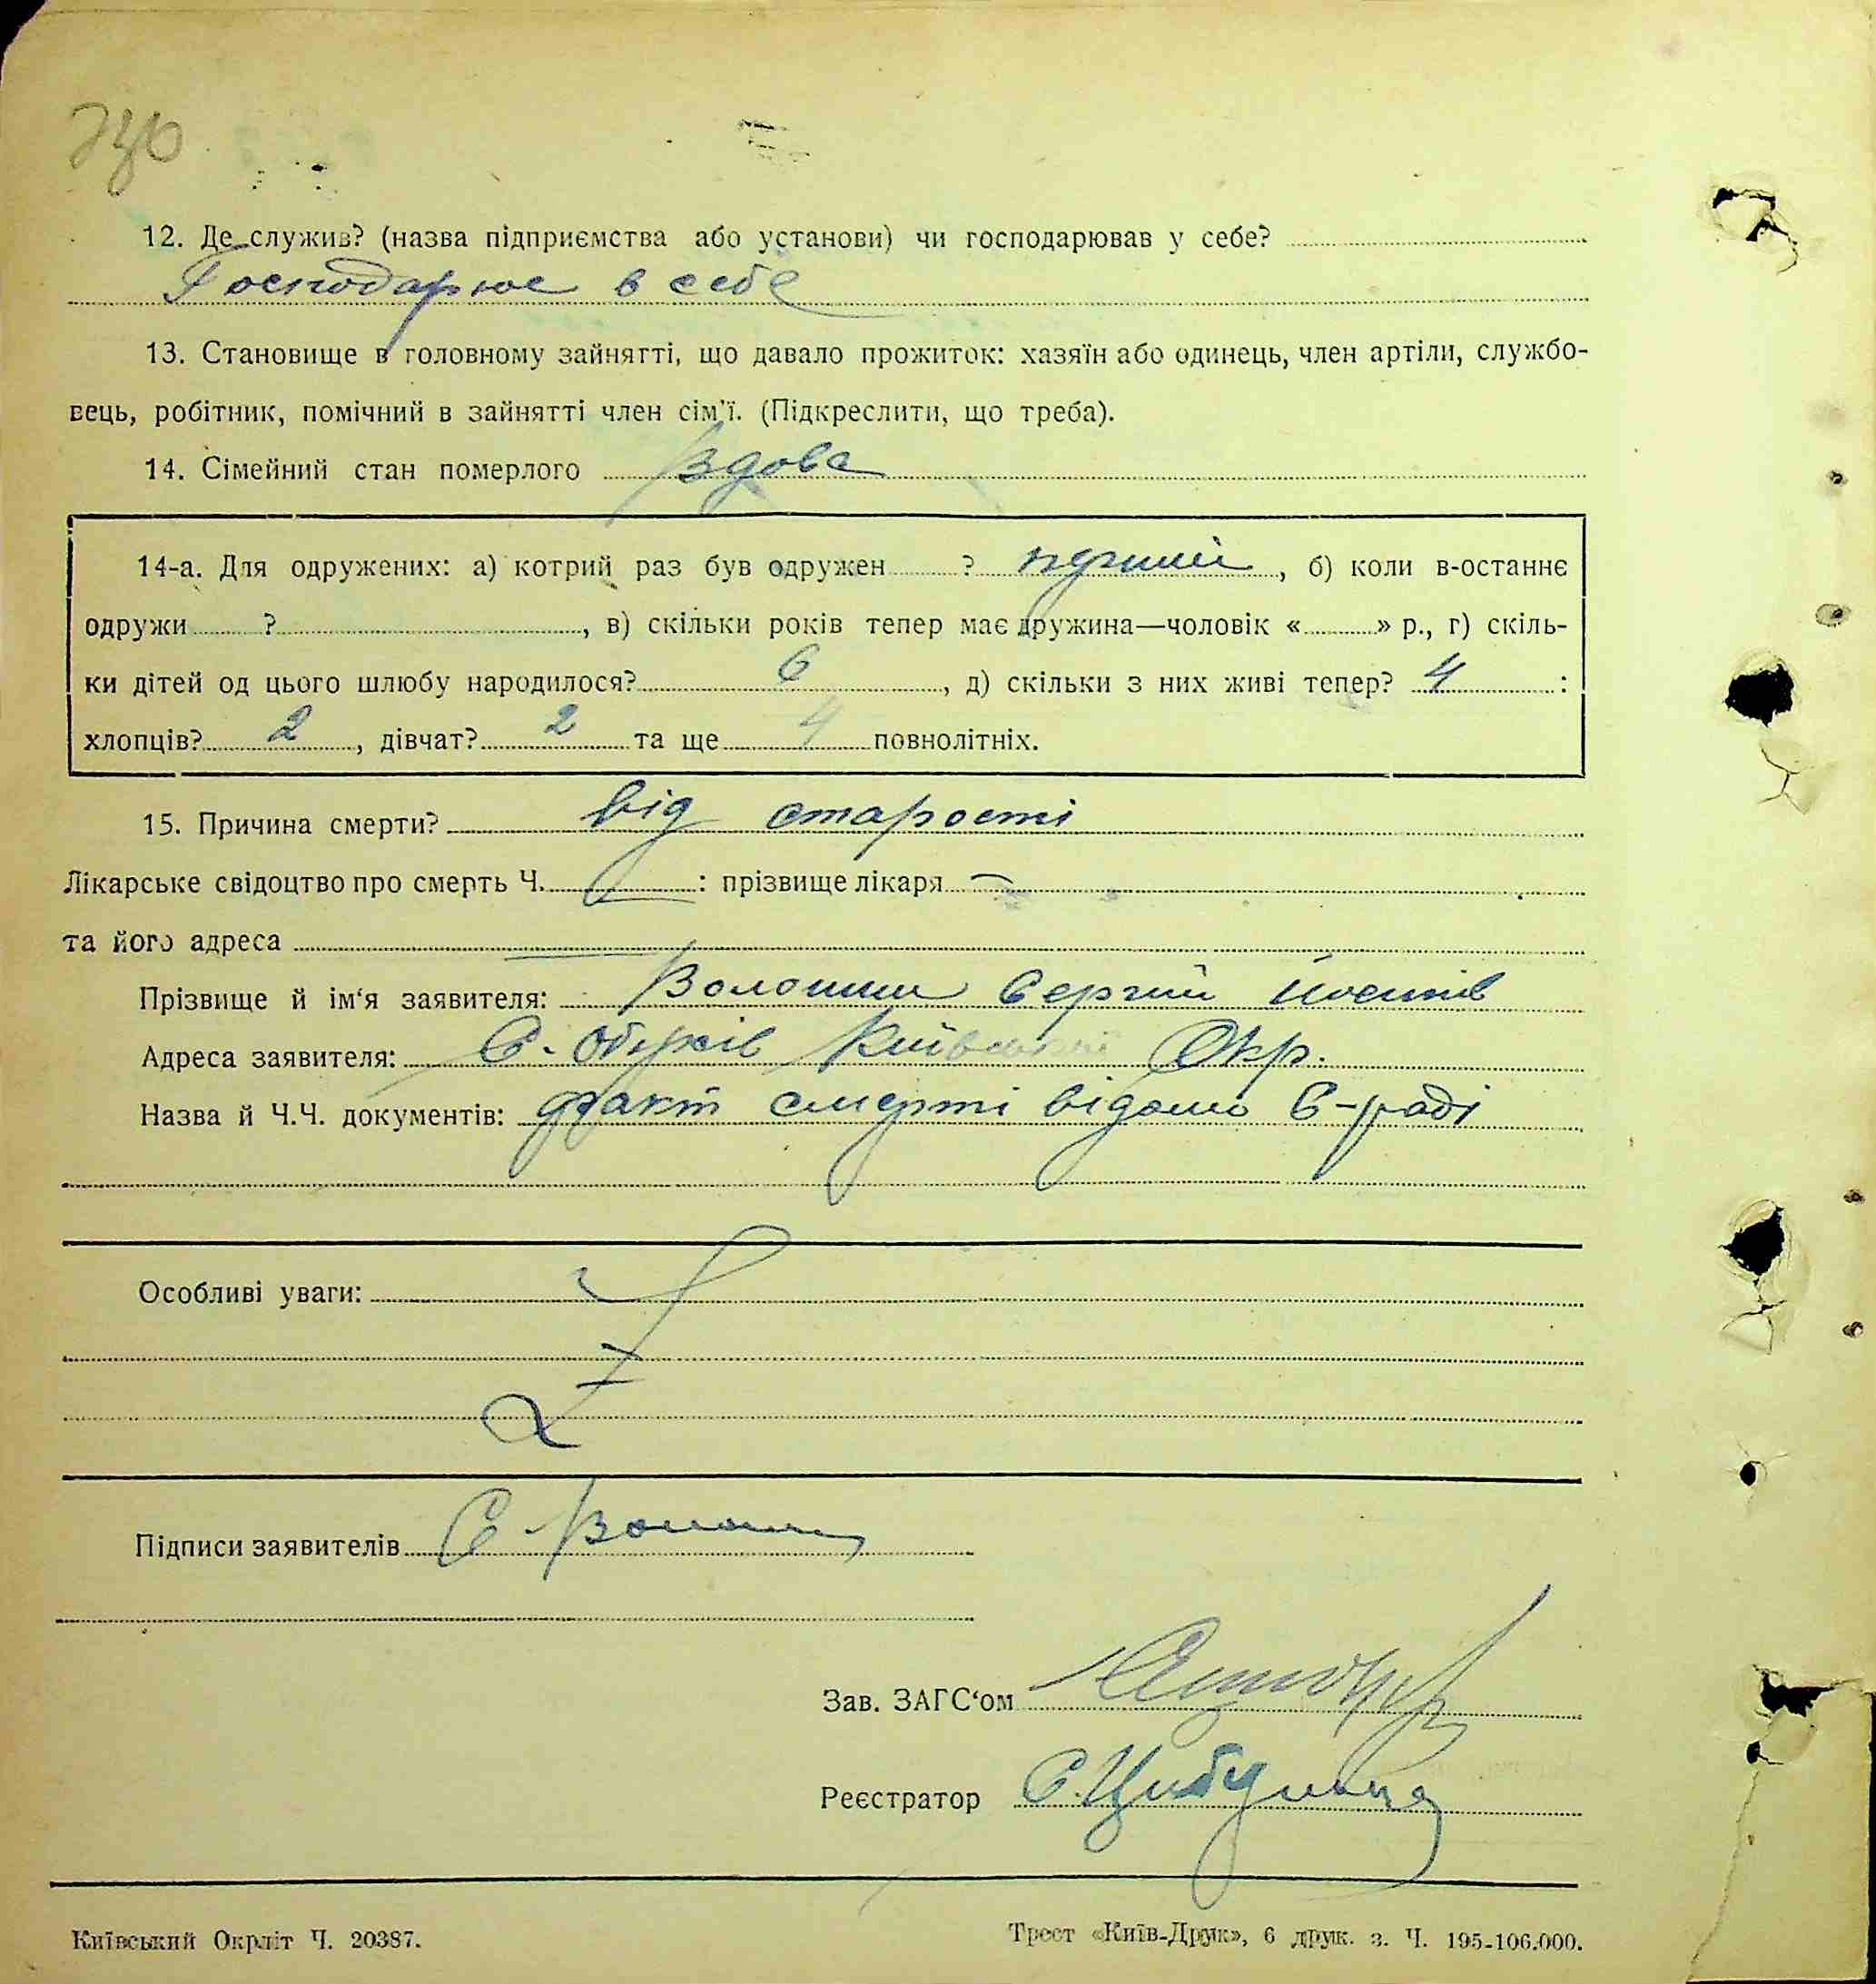 12. Де служив? (назва підприємства або установи) чи господарював у себе?
Господарює в себе
13. Становище в головному зайнятті, що давало прожиток: хазяїн або одинець, член артіли, службо-
вець, робітник, помічний в зайнятті член сім'ї. (Підкреслити, що треба).
14. Сімейний стан померлого вдова
14-а. Для одружених: а) котрий раз був одружен ? перший, б) коли в-останнє
одружи ? , в) скільки років тепер має дружина—чоловік « » р., г) скіль-
ки дітей од цього шлюбу народилося? 6, д) скільки з них живі тепер? 4 :
хлопців? 2, дівчат? 2 та ще 4 повнолітніх.
15. Причина смерти? від старости
Лікарське свідоцтво про смерть Ч. : прізвище лікаря —
та його адреса
Прізвище й ім'я заявителя: Волошин Сергій
Адреса заявителя: С. Київської Окр.
Назва й Ч.Ч. документів: факт смерті відомо С-раді
Особливі уваги:
Підписи заявителів С Волошин
Зав. ЗАГС'ом
Реєстратор С. Цибу
Київський Окрліт Ч. 20387.
Трест «Київ-Друк», 6 друк. з. Ч. 195-106.000.